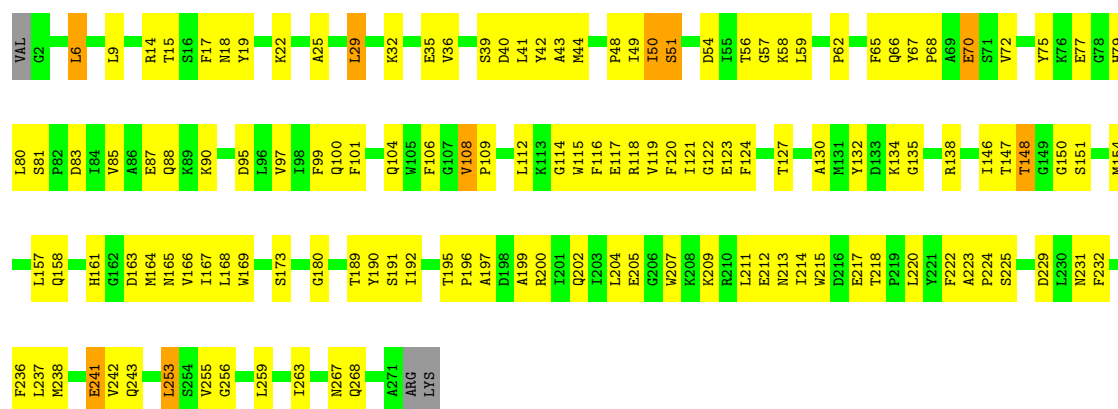 VAL G2 L6 L9 R14 T15 S16 F17 N18 Y19 K22 A25 L29 K32 E35 V36 S39 D40 L41 Y42 A43 M44 P48 I49 I50 S51 D54 I55 T56 G57 K58 L59 P62 F65 Q66 Y67 P68 A69 E70 S71 V72 Y75 K76 E77 G78 H79
L80 S81 P82 D83 I84 V85 A86 E87 Q88 K89 K90 D95 L96 V97 I98 F99 Q100 F101 Q104 W105 F106 G107 V108 P109 L112 K113 G114 W115 F116 E117 R118 V119 F120 I121 G122 E123 F124 T127 A130 M131 Y132 D133 K134 G135 R138 I146 T147 T148 G149 G150 S151 M154
L157 Q158 H161 G162 D163 M164 N165 V166 I167 L168 W169 S173 G180 T189 Y190 S191 I192 T195 P196 A197 D198 A199 R200 I201 Q202 I203 L204 E205 G206 W207 K208 K209 R210 L211 E212 N213 I214 W215 D216 E217 T218 P219 L220 Y221 F222 A223 P224 S225 D229 L230 N231 F232
F236 L237 M238 E241 V242 Q243 L253 S254 V255 G256 L259 I263 N267 Q268 A271 ARG LYS